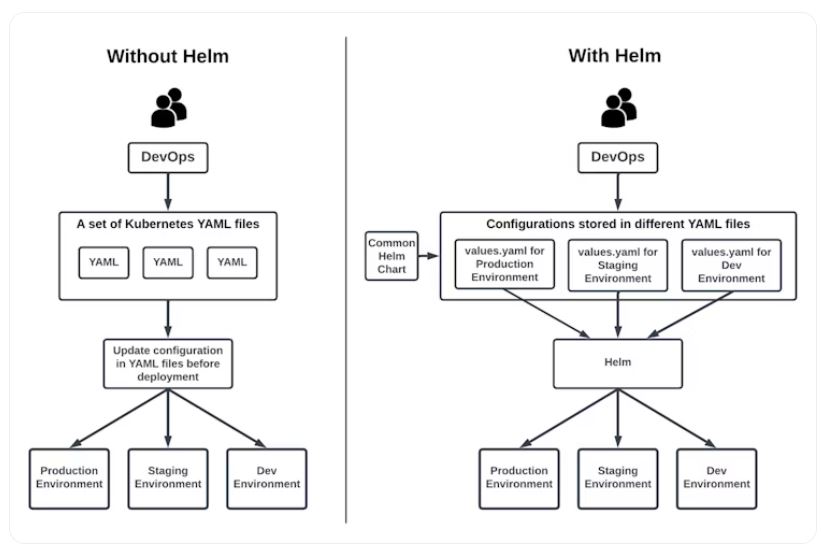 Without Helm
DevOps
A set of Kubernetes YAML files
YAML
YAML
YAML
Update configuration
in YAML files before
deployment
Production
Environment
Staging
Environment
Dev
Environment
With Helm
DevOps
Common
Helm
Chart
Configurations stored in different YAML files
values.yaml for
Production
Environment
values.yaml for
Staging
Environment
values.yaml for
Dev
Environment
Helm
Production
Environment
Staging
Environment
Dev
Environment